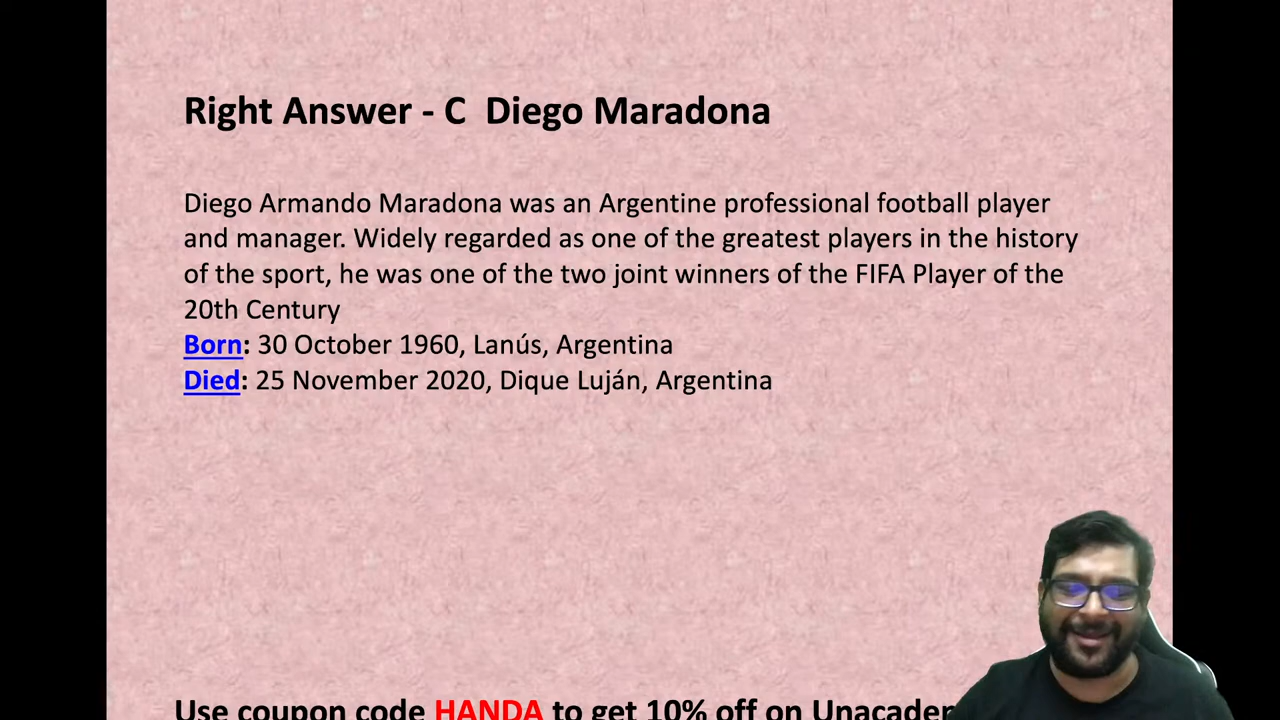 Right Answer - C  Diego Maradona
Diego Armando Maradona was an Argentine professional football player
and manager. Widely regarded as one of the greatest players in the history
of the sport, he was one of the two joint winners of the FIFA Player of the
20th Century
Born: 30 October 1960, Lanús, Argentina
Died: 25 November 2020, Dique Luján, Argentina
Use coupon code HANDA to get 10% off on